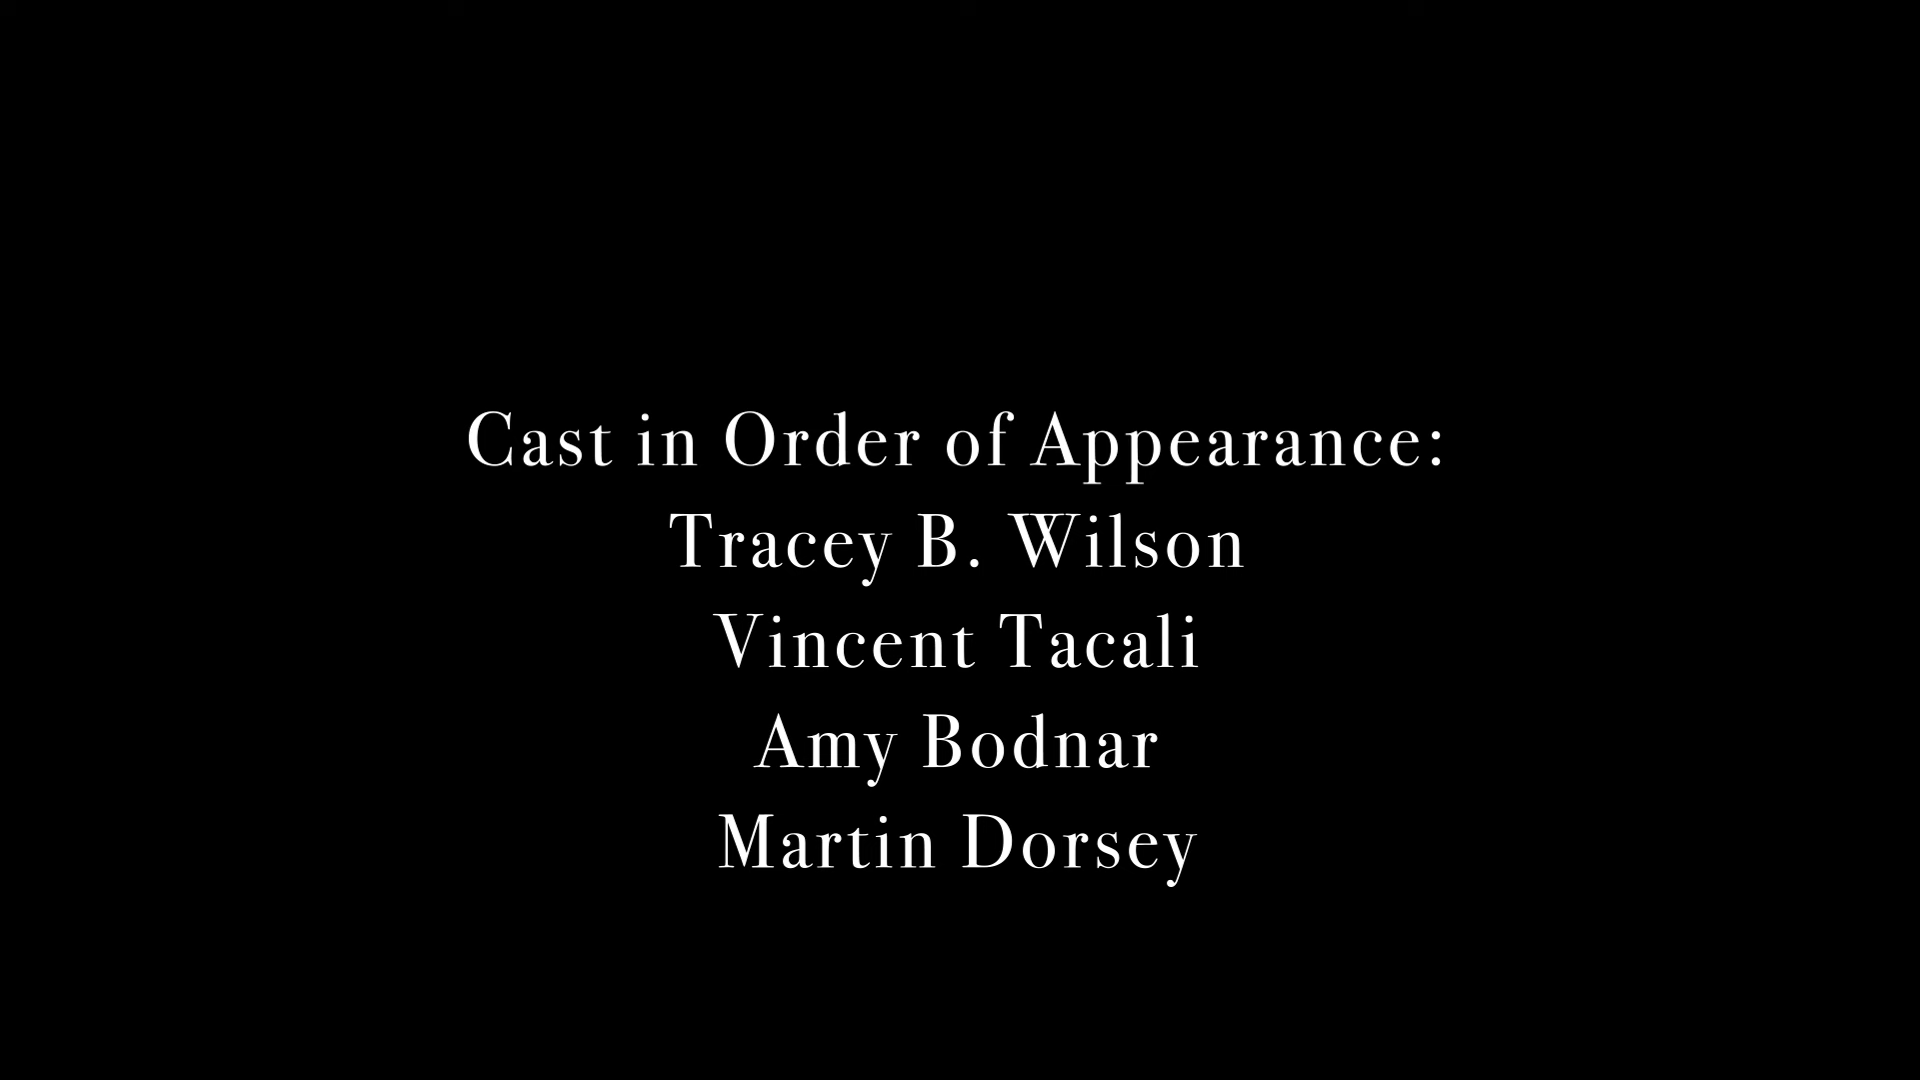 Cast in Order of Appearance:
Tracey B. Wilson
Vincent Tacali
Amy Bodnar
Martin Dorsey